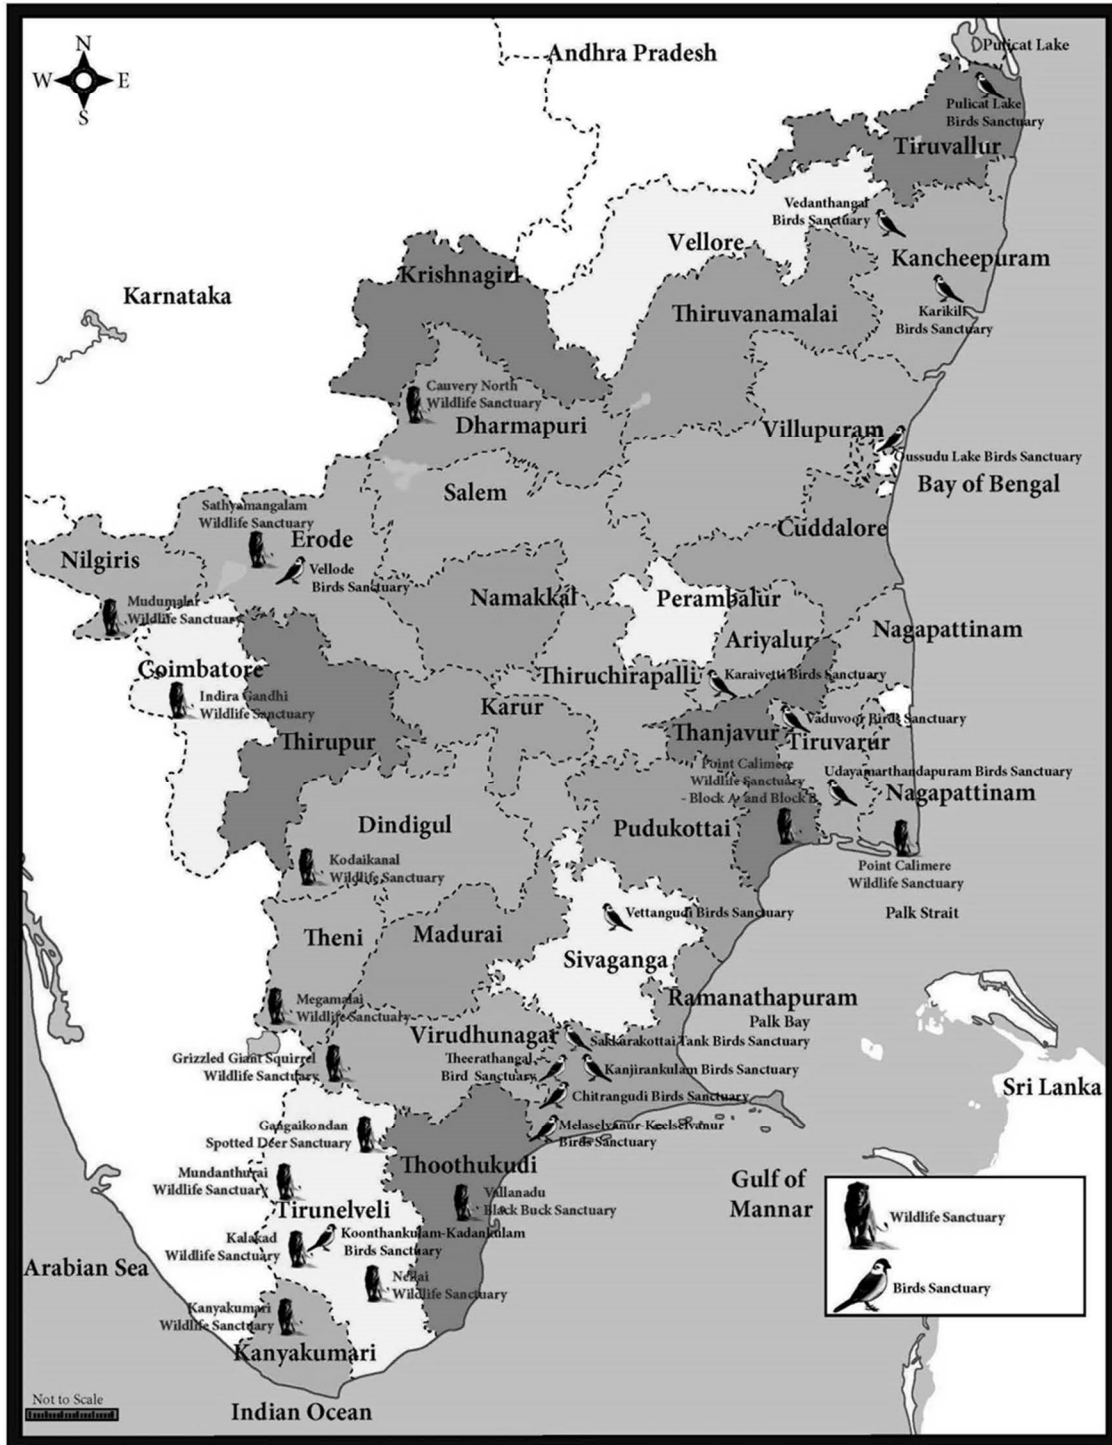 N
W E
S
Andhra Pradesh
Pulicat Lake
Pulicat Lake
Birds Sanctuary
Tiruvallur
Vedanthangal
Birds Sanctuary
Vellore
Kancheepuram
Krishnagiri
Karnataka
Thiruvanamalai
Karikili
Birds Sanctuary
Cauvery North
Wildlife Sanctuary
Dharmapuri
Villupuram
Oussudu Lake Birds Sanctuary
Salem
Bay of Bengal
Sathyamangalam
Wildlife Sanctuary
Erode
Cuddalore
Nilgiris
Vellode
Birds Sanctuary
Mudumalai
Wildlife Sanctuary
Namakkal
Perambalur
Ariyalur
Nagapattinam
Coimbatore
Thiruchirapalli
Karaivetti Birds Sanctuary
Indira Gandhi
Wildlife Sanctuary
Karur
Vaduvoor Birds Sanctuary
Thirupur
Thanjavur
Tiruvarur
Point Calimere
Wildlife Sanctuary
- Block A and Block B
Udayamarthandapuram Birds Sanctuary
Nagapattinam
Dindigul
Pudukottai
Kodaikanal
Wildlife Sanctuary
Point Calimere
Wildlife Sanctuary
Palk Strait
Vettangudi Birds Sanctuary
Theni
Madurai
Sivaganga
Megamalai
Wildlife Sanctuary
Ramanathapuram
Palk Bay
Virudhunagar
Sakkarakottai Tank Birds Sanctuary
Grizzled Giant Squirrel
Wildlife Sanctuary
Theerathangal
Bird Sanctuary
Kanjirankulam Birds Sanctuary
Sri Lanka
Chitrangudi Birds Sanctuary
Gangaikondan
Spotted Deer Sanctuary
Melaselvanur-Keelselvanur
Birds Sanctuary
Thoothukudi
Mundanthurai
Wildlife Sanctuary
Gulf of
Mannar
Vallanadu
Black Buck Sanctuary
Tirunelveli
Wildlife Sanctuary
Kalakad
Wildlife Sanctuary
Koonthankulam-Kadankulam
Birds Sanctuary
Arabian Sea
Nellai
Wildlife Sanctuary
Birds Sanctuary
Kanyakumari
Wildlife Sanctuary
Kanyakumari
Not to Scale
Indian Ocean